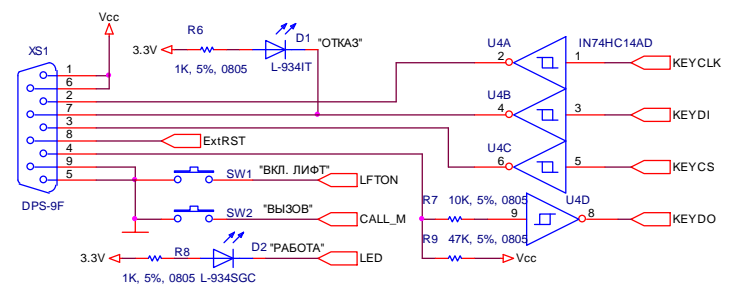 Vcc
XS1
1
6
2
7
3
8
4
9
5
DPS-9F
3.3V
R6
1K, 5%, 0805
D1
"ОТКАЗ"
L-934IT
U4A
IN74HC14AD
2
1
KEYCLK
U4B
4
3
KEYDI
U4C
6
5
KEYCS
ExtRST
SW1
"ВКЛ. ЛИФТ"
LFTON
SW2
"ВЫЗОВ"
CALL_M
R7 10K, 5%, 0805
U4D
9
8
KEYDO
R9 47K, 5%, 0805
Vcc
3.3V
R8
D2
"РАБОТА"
LED
1K, 5%, 0805
L-934SGC